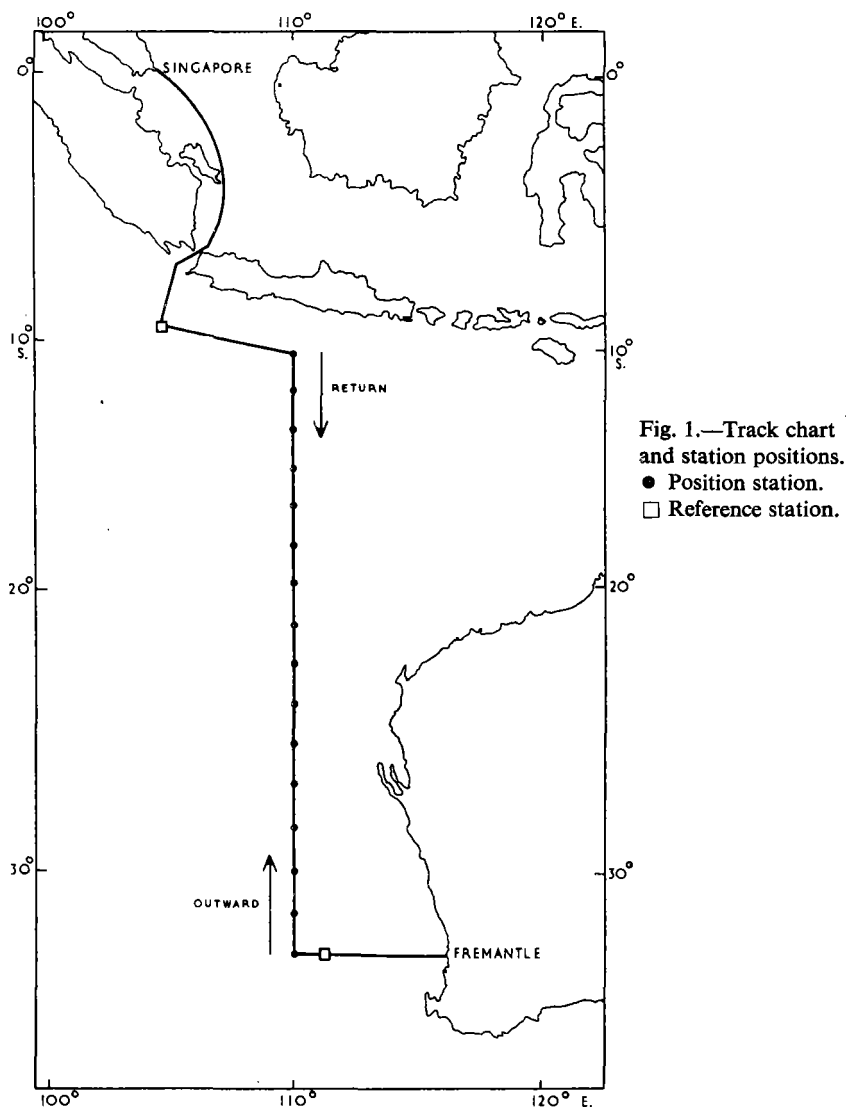 100° 110° 120° E.
SINGAPORE
0° 0°
10° 10°
S. S.
RETURN
Fig. 1.—Track chart
and station positions.
● Position station.
□ Reference station.
20° 20°
30° 30°
OUTWARD
FREMANTLE
100° 110° 120° E.